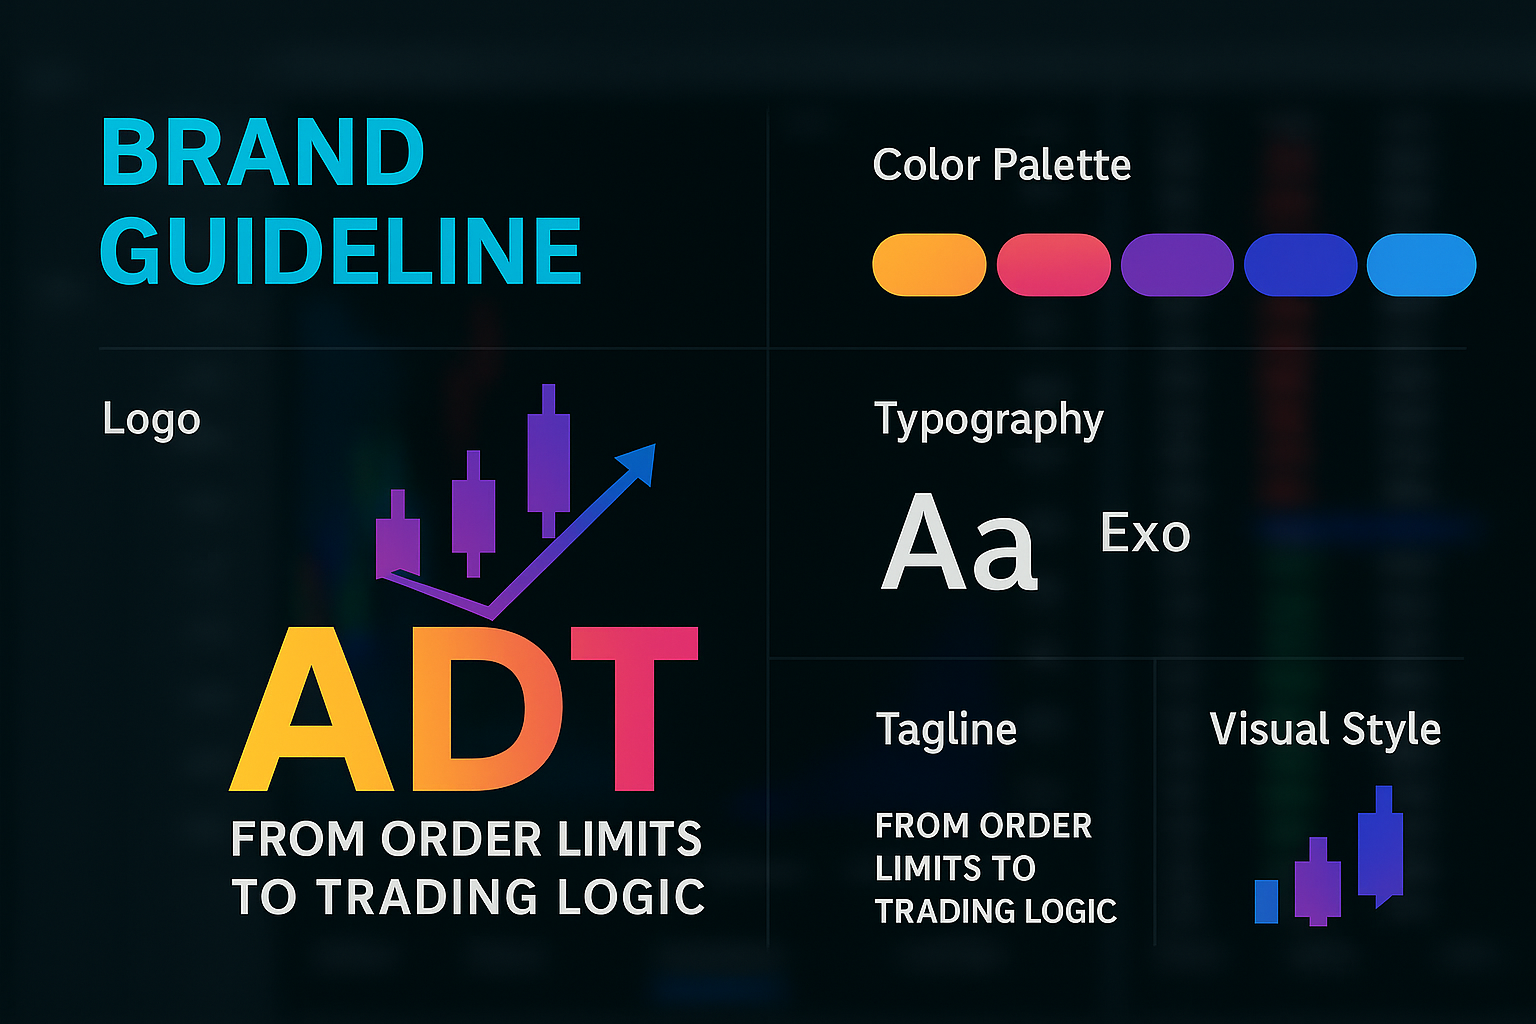 BRAND
GUIDELINE
Color Palette
Logo
ADT
FROM ORDER LIMITS
TO TRADING LOGIC
Typography
Aa
Exo
Tagline
FROM ORDER
LIMITS TO
TRADING LOGIC
Visual Style